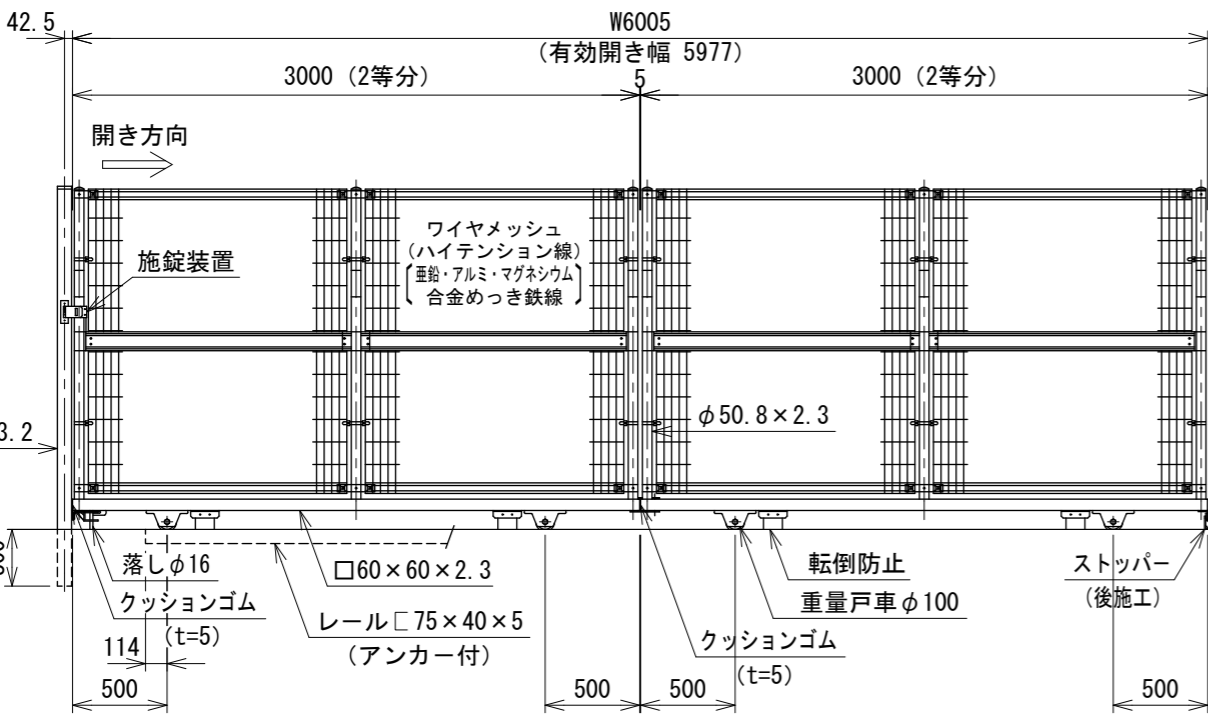 42.5
W6005
(有効開き幅 5977)
3000 (2等分)
5
3000 (2等分)
開き方向
ワイヤメッシュ
(ハイテンション線)
亜鉛・アルミ・マグネシウム
合金めっき鉄線
施錠装置
φ50.8×2.3
3.2
落しφ16
□60×60×2.3
転倒防止
ストッパー
(後施工)
クッションゴム
(t=5)
重量戸車φ100
レール[75×40×5
(アンカー付)
クッションゴム
(t=5)
114
500
500
500
500